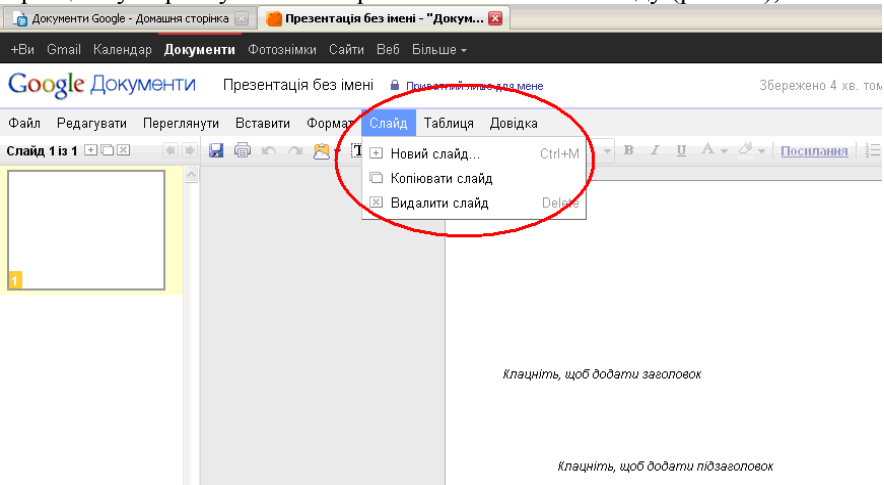 Документи Google - Домашня сторінка
Презентація без імені - "Докум...
+Ви Gmail Календар Документи Фотознімки Сайти Веб Більше
Google Документи Презентація без імені Приватний лише для мене Збережено 4 хв. том
Файл Редагувати Переглянути Вставити Формат Слайд Таблиця Довідка
Слайд 1 із 1 B I U A Посилання
Новий слайд... Ctrl+M
Копіювати слайд
Видалити слайд Delete
1
Клацніть, щоб додати заголовок
Клацніть, щоб додати підзаголовок